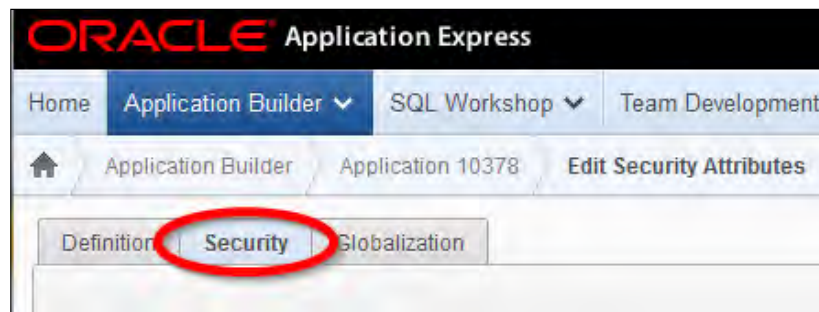 ORACLE Application Express
Home Application Builder SQL Workshop Team Development
Application Builder Application 10378 Edit Security Attributes
Definition Security Globalization